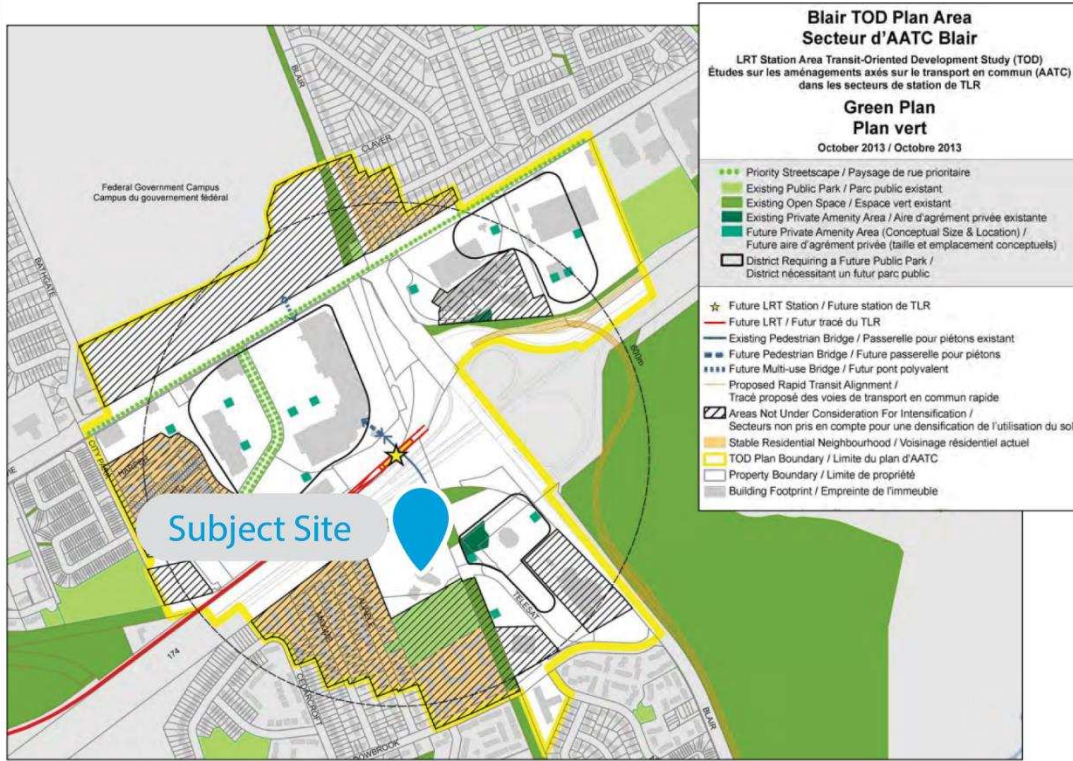 Blair TOD Plan Area
Secteur d'AATC Blair
LRT Station Area Transit-Oriented Development Study (TOD)
Études sur les aménagements axés sur le transport en commun (AATC)
dans les secteurs de station de TLR
Green Plan
Plan vert
October 2013 / Octobre 2013
Priority Streetscape / Paysage de rue prioritaire
Existing Public Park / Parc public existant
Existing Open Space / Espace vert existant
Existing Private Amenity Area / Aire d'agrément privée existante
Future Private Amenity Area (Conceptual Size & Location) /
Future aire d'agrément privée (taille et emplacement conceptuels)
District Requiring a Future Public Park /
District nécessitant un futur parc public
Future LRT Station / Future station de TLR
Future LRT / Futur tracé du TLR
Existing Pedestrian Bridge / Passerelle pour piétons existant
Future Pedestrian Bridge / Future passerelle pour piétons
Future Multi-use Bridge / Futur pont polyvalent
Proposed Rapid Transit Alignment /
Tracé proposé des voies de transport en commun rapide
Areas Not Under Consideration For Intensification /
Secteurs non pris en compte pour une densification de l'utilisation du sol
Stable Residential Neighbourhood / Voisinage résidentiel actuel
TOD Plan Boundary / Limite du plan d'AATC
Property Boundary / Limite de propriété
Building Footprint / Empreinte de l'immeuble
BLAIR
CLAVER
Federal Government Campus
Campus du gouvernement fédéral
BATHGATE
600m
CITY PARK
HARPER
Subject Site
TELESAT
174
CEDARCROFT
BLAIR